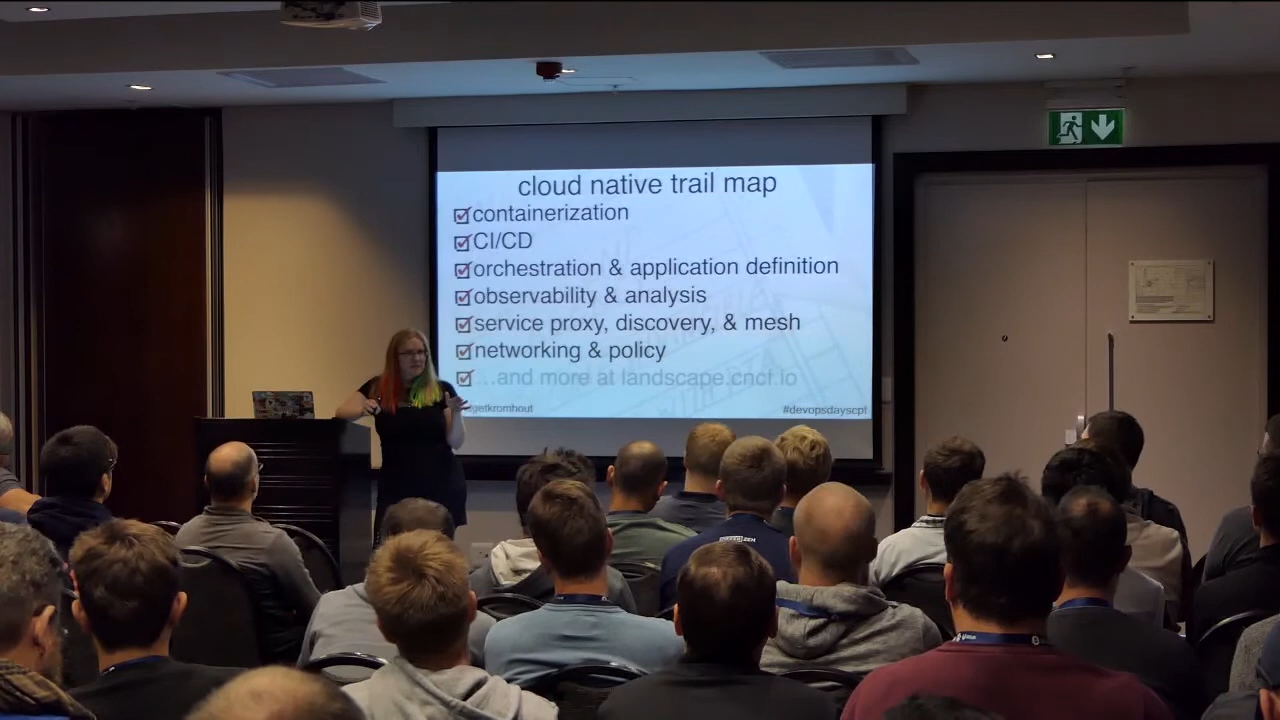 cloud native trail map
containerization
CI/CD
orchestration & application definition
observability & analysis
service proxy, discovery, & mesh
networking & policy
...and more at landscape.cncf.io
getkromhout
#devopsdayscpt